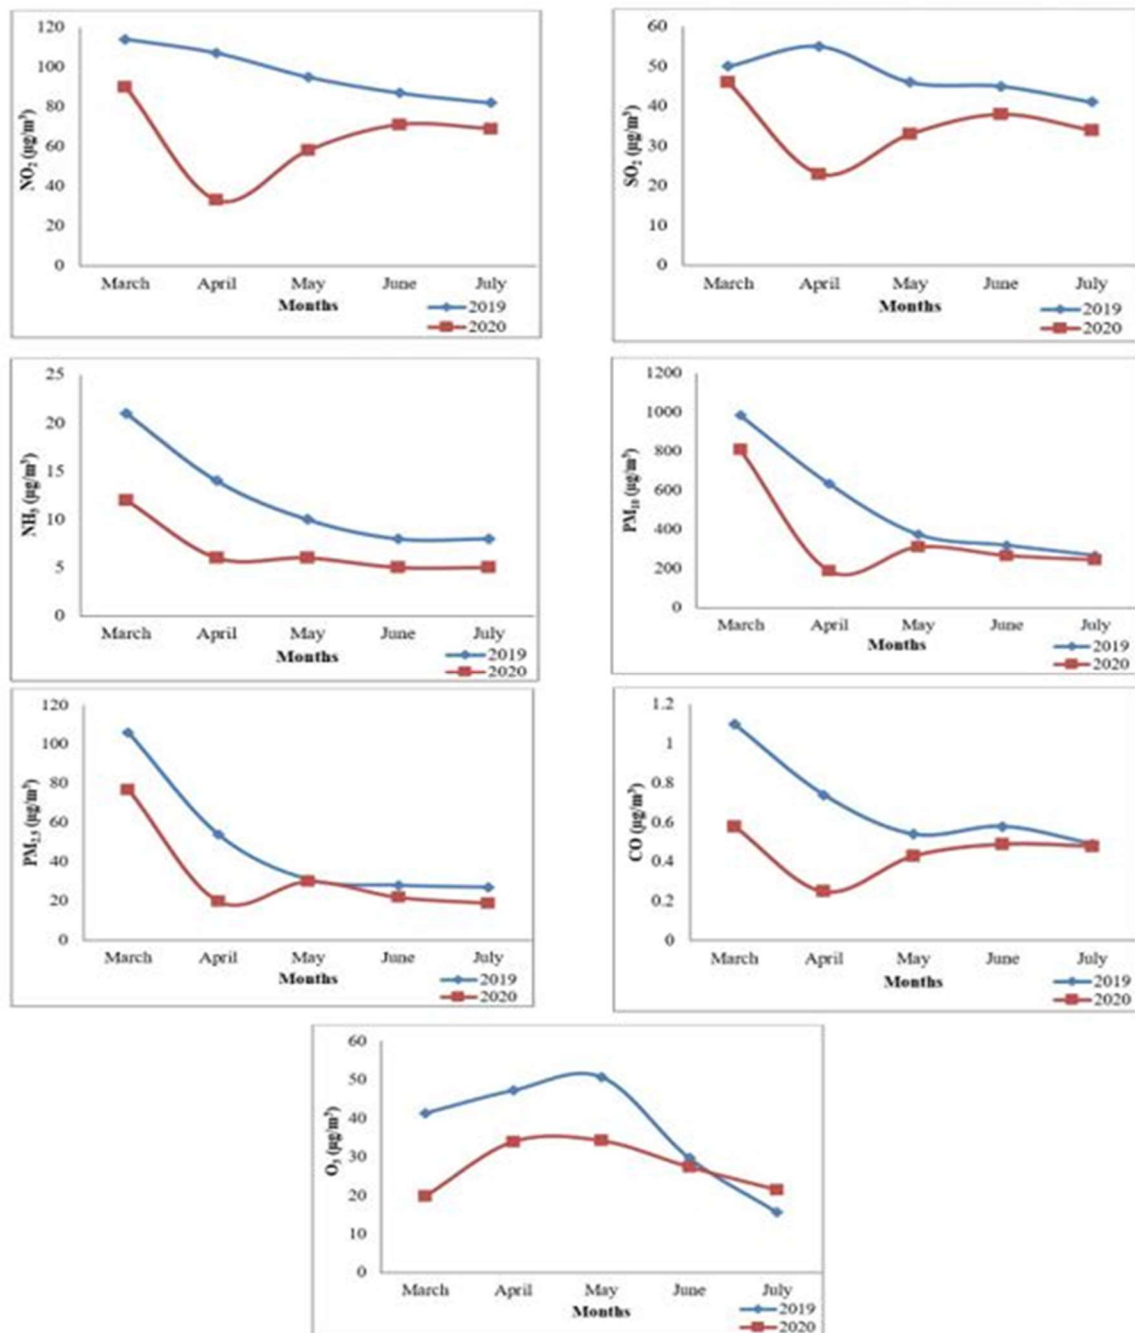 120
100
80
60
40
20
0
NO₂ (µg/m³)
March April May June July
Months
2019
2020
60
50
40
30
20
10
0
SO₂ (µg/m³)
March April May June July
Months
2019
2020
25
20
15
10
5
0
NH₃ (µg/m³)
March April May June July
Months
2019
2020
1200
1000
800
600
400
200
0
PM₁₀ (µg/m³)
March April May June July
Months
2019
2020
120
100
80
60
40
20
0
PM₂.₅ (µg/m³)
March April May June July
Months
2019
2020
1.2
1
0.8
0.6
0.4
0.2
0
CO (µg/m³)
March April May June July
Months
2019
2020
60
50
40
30
20
10
0
O₃ (µg/m³)
March April May June July
Months
2019
2020